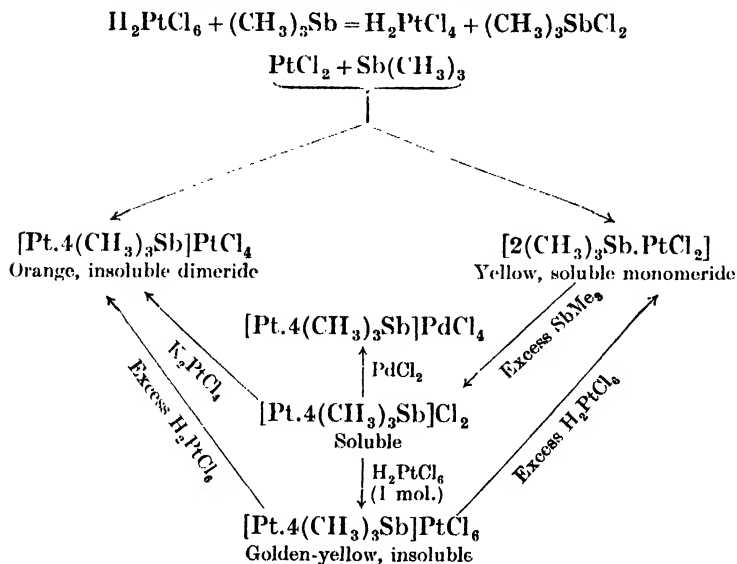 H₂PtCl₆ + (CH₃)₃Sb = H₂PtCl₄ + (CH₃)₃SbCl₂
PtCl₂ + Sb(CH₃)₃
[Pt.4(CH₃)₃Sb]PtCl₄
Orange, insoluble dimeride
[2(CH₃)₃Sb.PtCl₂]
Yellow, soluble monomeride
[Pt.4(CH₃)₃Sb]PdCl₄
Excess SbMe₃
K₂PtCl₄
PdCl₂
Excess H₂PtCl₆
[Pt.4(CH₃)₃Sb]Cl₂
Soluble
Excess H₂PtCl₆
H₂PtCl₆
(1 mol.)
[Pt.4(CH₃)₃Sb]PtCl₆
Golden-yellow, insoluble